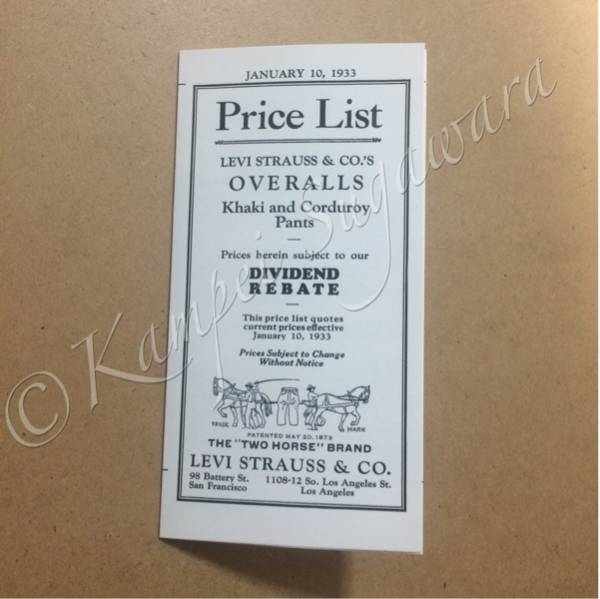 JANUARY 10, 1933
Price List
LEVI STRAUSS & CO.'S
OVERALLS
Khaki and Corduroy
Pants
Prices herein subject to our
DIVIDEND
REBATE
This price list quotes
current prices effective
January 10, 1933
Prices Subject to Change
Without Notice
TRADE MARK
PATENTED MAY 20, 1873
THE "TWO HORSE" BRAND
LEVI STRAUSS & CO.
98 Battery St. 1108-12 So. Los Angeles St.
San Francisco Los Angeles
© Kampei Sugawara